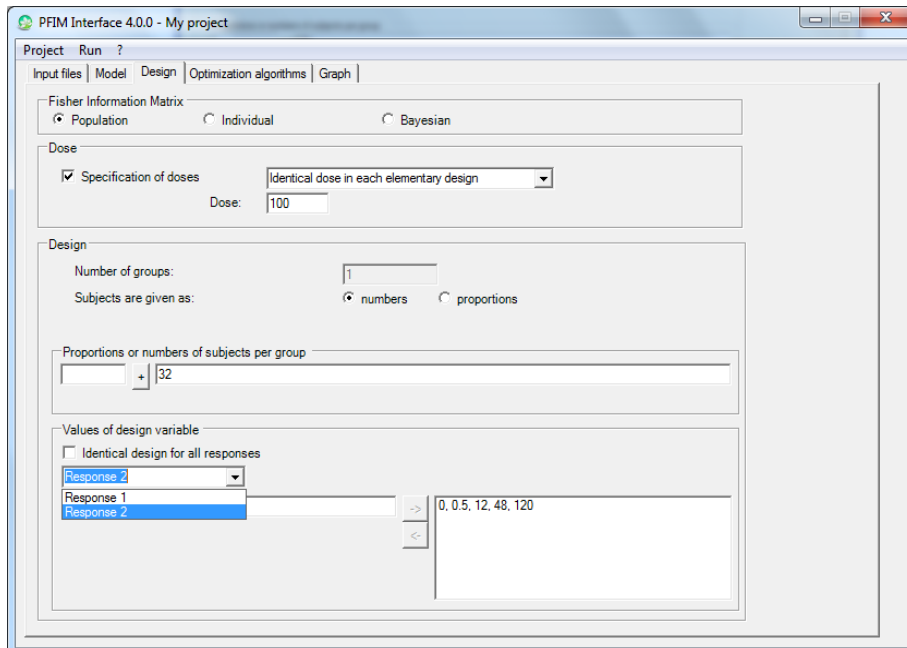 PFIM Interface 4.0.0 - My project
Project Run ?
Input files Model Design Optimization algorithms Graph
Fisher Information Matrix
Population Individual Bayesian
Dose
Specification of doses Identical dose in each elementary design
Dose: 100
Design
Number of groups: 1
Subjects are given as: numbers proportions
Proportions or numbers of subjects per group
+ 32
Values of design variable
Identical design for all responses
Response 2
Response 1
Response 2
-> 0, 0.5, 12, 48, 120
<-